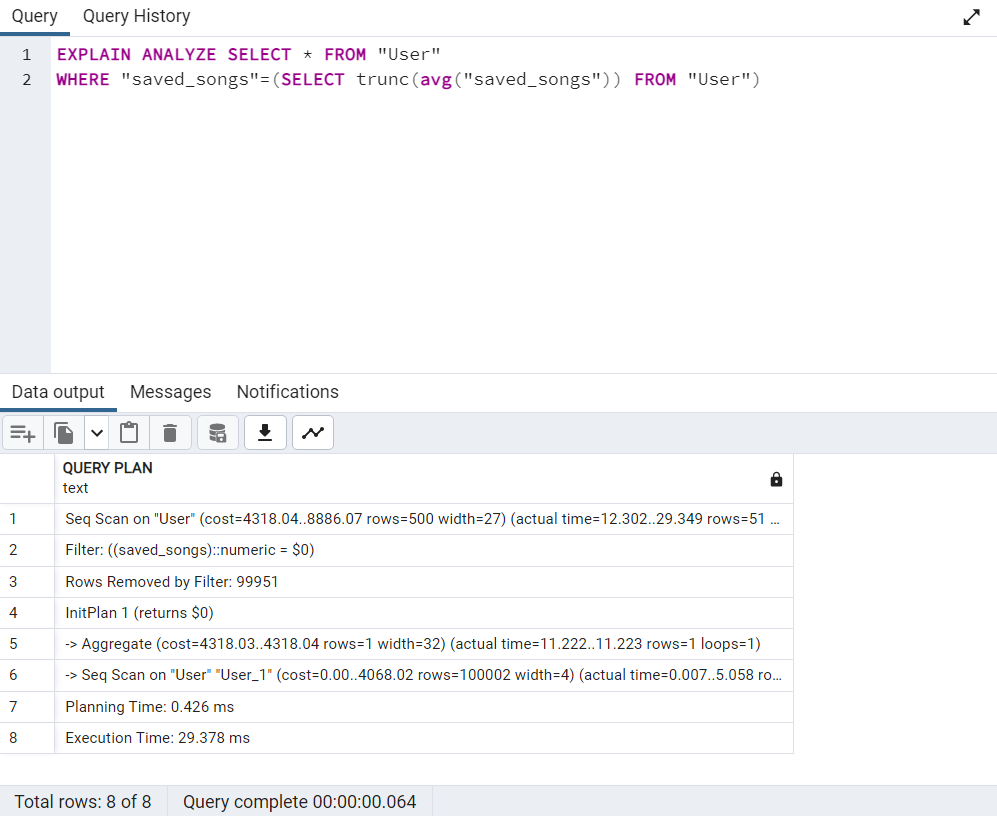 Query Query History
1 EXPLAIN ANALYZE SELECT * FROM "User"
2 WHERE "saved_songs"=(SELECT trunc(avg("saved_songs")) FROM "User")
Data output Messages Notifications
QUERY PLAN
text
1 Seq Scan on "User" (cost=4318.04..8886.07 rows=500 width=27) (actual time=12.302..29.349 rows=51 ...
2 Filter: ((saved_songs)::numeric = $0)
3 Rows Removed by Filter: 99951
4 InitPlan 1 (returns $0)
5 -> Aggregate (cost=4318.03..4318.04 rows=1 width=32) (actual time=11.222..11.223 rows=1 loops=1)
6 -> Seq Scan on "User" "User_1" (cost=0.00..4068.02 rows=100002 width=4) (actual time=0.007..5.058 ro...
7 Planning Time: 0.426 ms
8 Execution Time: 29.378 ms
Total rows: 8 of 8 Query complete 00:00:00.064